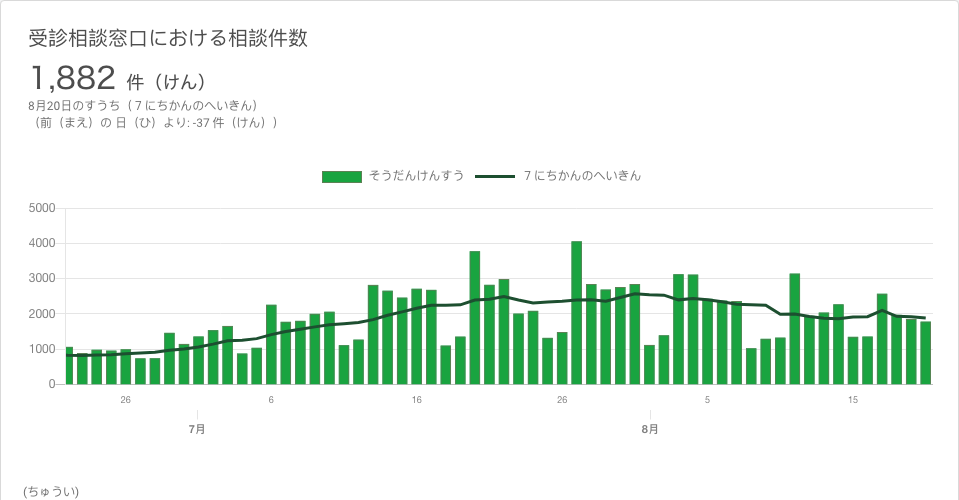 受診相談窓口における相談件数
1,882 件（けん）
8月20日のすうち（７にちかんのへいきん）
（前（まえ）の 日（ひ）より: -37 件（けん））
そうだんけんすう ７にちかんのへいきん
5000
4000
3000
2000
1000
0
26 6 16 26 5 15
7月 8月
(ちゅうい)